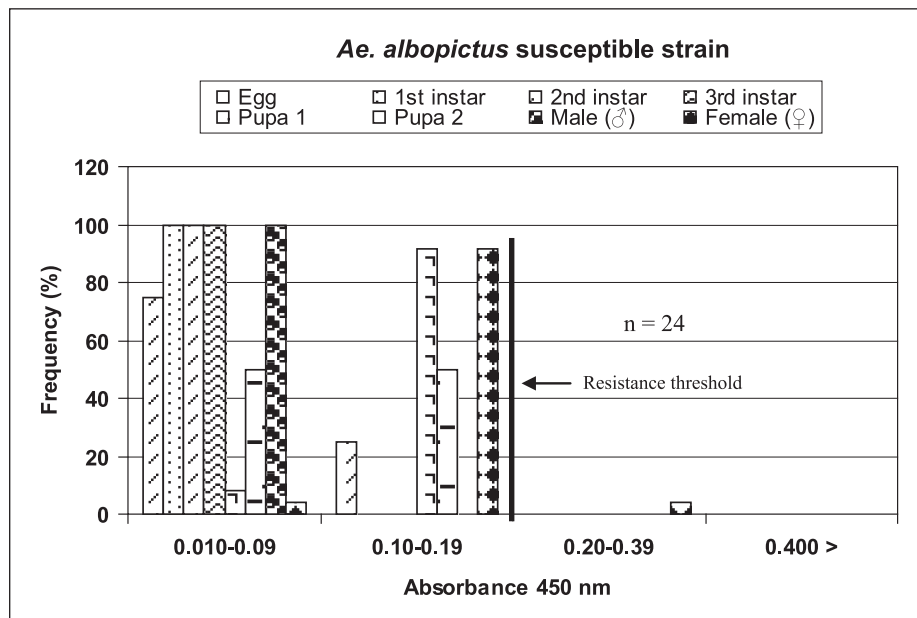 Ae. albopictus susceptible strain
Egg 1st instar 2nd instar 3rd instar
Pupa 1 Pupa 2 Male (♂) Female (♀)
120
100
80
60
40
20
0
Frequency (%)
n = 24
Resistance threshold
0.010-0.09 0.10-0.19 0.20-0.39 0.400 >
Absorbance 450 nm